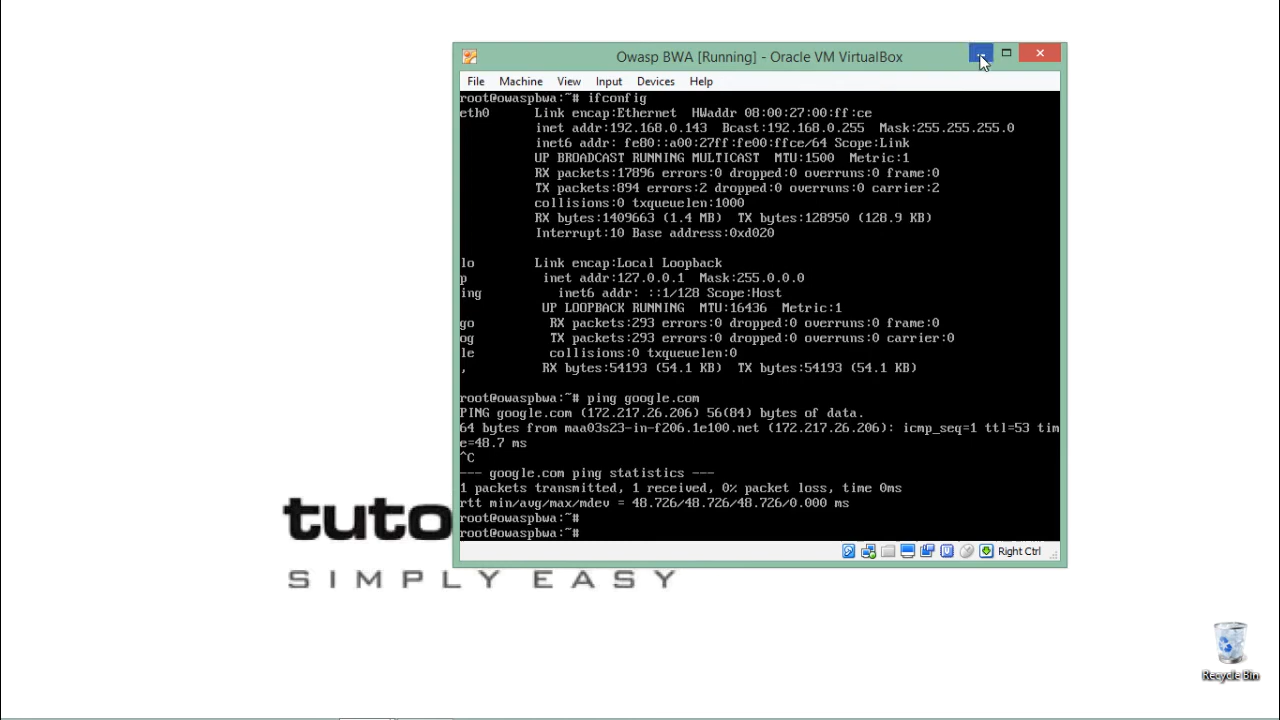 Owasp BWA [Running] - Oracle VM VirtualBox
File Machine View Input Devices Help
root@owaspbwa:~# ifconfig
eth0 Link encap:Ethernet HWaddr 08:00:27:00:ff:ce
inet addr:192.168.0.143 Bcast:192.168.0.255 Mask:255.255.255.0
inet6 addr: fe80::a00:27ff:fe00:ffce/64 Scope:Link
UP BROADCAST RUNNING MULTICAST MTU:1500 Metric:1
RX packets:17896 errors:0 dropped:0 overruns:0 frame:0
TX packets:894 errors:2 dropped:0 overruns:0 carrier:2
collisions:0 txqueuelen:1000
RX bytes:1409663 (1.4 MB) TX bytes:128950 (128.9 KB)
Interrupt:10 Base address:0xd020
lo Link encap:Local Loopback
p inet addr:127.0.0.1 Mask:255.0.0.0
ing inet6 addr: ::1/128 Scope:Host
UP LOOPBACK RUNNING MTU:16436 Metric:1
go RX packets:293 errors:0 dropped:0 overruns:0 frame:0
og TX packets:293 errors:0 dropped:0 overruns:0 carrier:0
le collisions:0 txqueuelen:0
, RX bytes:54193 (54.1 KB) TX bytes:54193 (54.1 KB)
root@owaspbwa:~# ping google.com
PING google.com (172.217.26.206) 56(84) bytes of data.
64 bytes from maa03s23-in-f206.1e100.net (172.217.26.206): icmp_seq=1 ttl=53 tim
e=48.7 ms
^C
--- google.com ping statistics ---
1 packets transmitted, 1 received, 0% packet loss, time 0ms
rtt min/avg/max/mdev = 48.726/48.726/48.726/0.000 ms
root@owaspbwa:~#
root@owaspbwa:~#
Right Ctrl
tuto
SIMPLY EASY
Recycle Bin